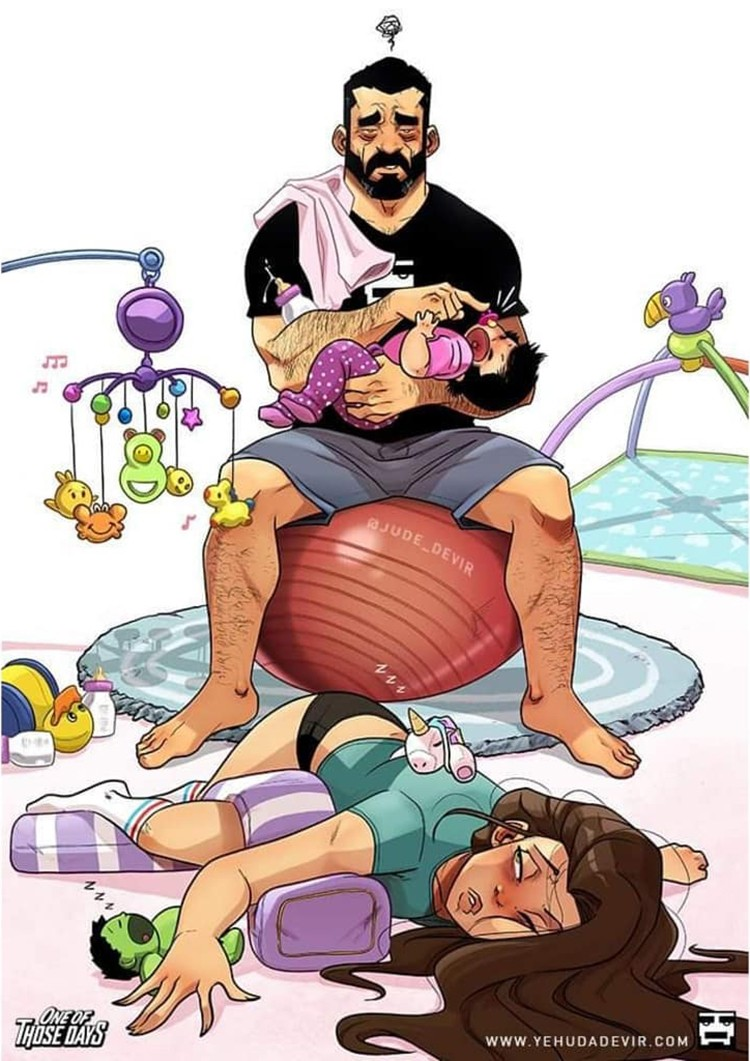 @JUDE_DEVIR
z z z
z z z
ONE OF
THOSE DAYS
WWW.YEHUDADEVIR.COM